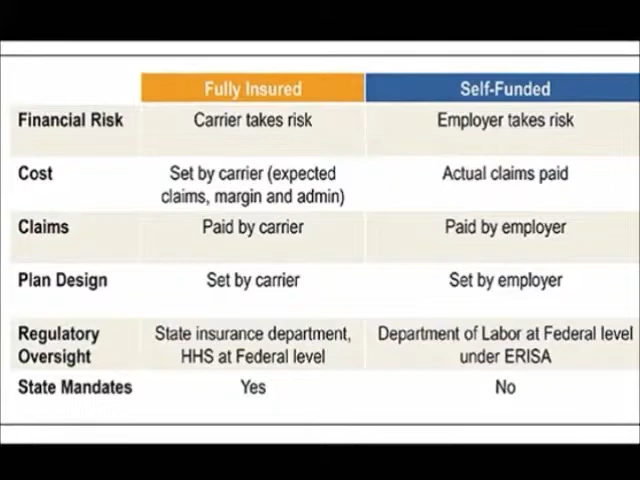 Fully Insured Self-Funded
Financial Risk Carrier takes risk Employer takes risk
Cost Set by carrier (expected Actual claims paid
claims, margin and admin)
Claims Paid by carrier Paid by employer
Plan Design Set by carrier Set by employer
Regulatory State insurance department, Department of Labor at Federal level
Oversight HHS at Federal level under ERISA
State Mandates Yes No